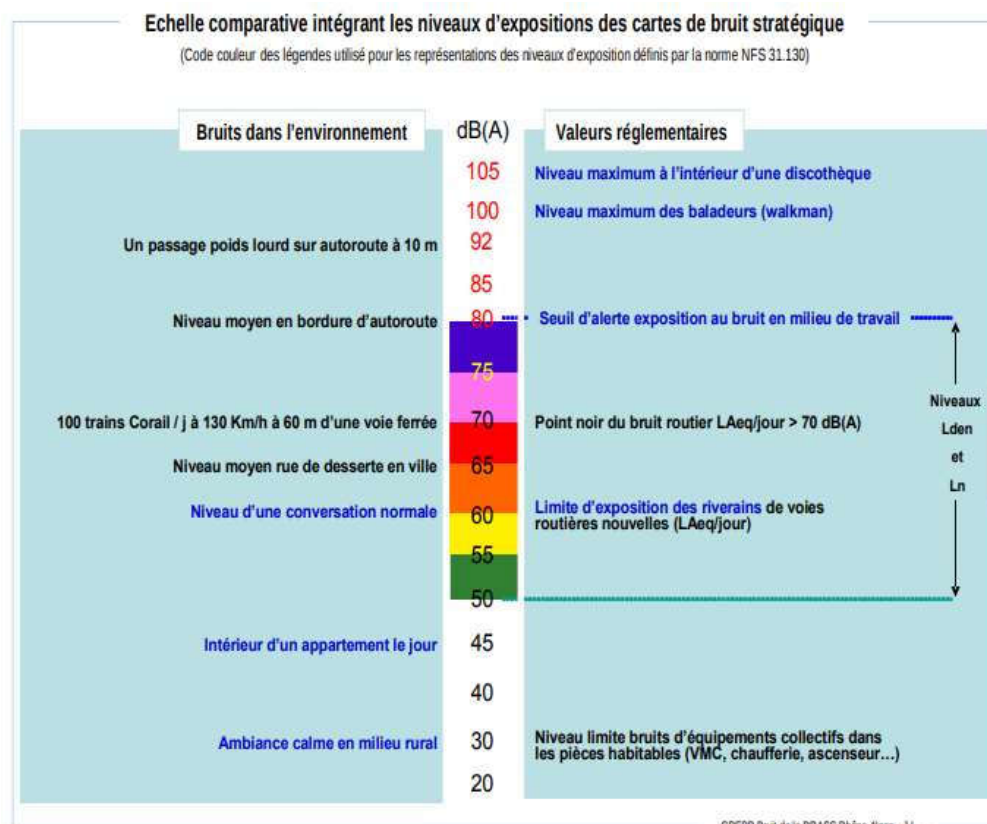 Echelle comparative intégrant les niveaux d'expositions des cartes de bruit stratégique
(Code couleur des légendes utilisé pour les représentations des niveaux d'exposition définis par la norme NFS 31.130)
Bruits dans l'environnement
dB(A)
Valeurs réglementaires
105
Niveau maximum à l'intérieur d'une discothèque
100
Niveau maximum des baladeurs (walkman)
Un passage poids lourd sur autoroute à 10 m
92
85
Niveau moyen en bordure d'autoroute
80
Seuil d'alerte exposition au bruit en milieu de travail
75
Niveaux
Lden
et
Ln
100 trains Corail / j à 130 Km/h à 60 m d'une voie ferrée
70
Point noir du bruit routier LAeq/jour > 70 dB(A)
Niveau moyen rue de desserte en ville
65
Niveau d'une conversation normale
60
Limite d'exposition des riverains de voies
routières nouvelles (LAeq/jour)
55
50
Intérieur d'un appartement le jour
45
40
Ambiance calme en milieu rural
30
Niveau limite bruits d'équipements collectifs dans
les pièces habitables (VMC, chaufferie, ascenseur…)
20